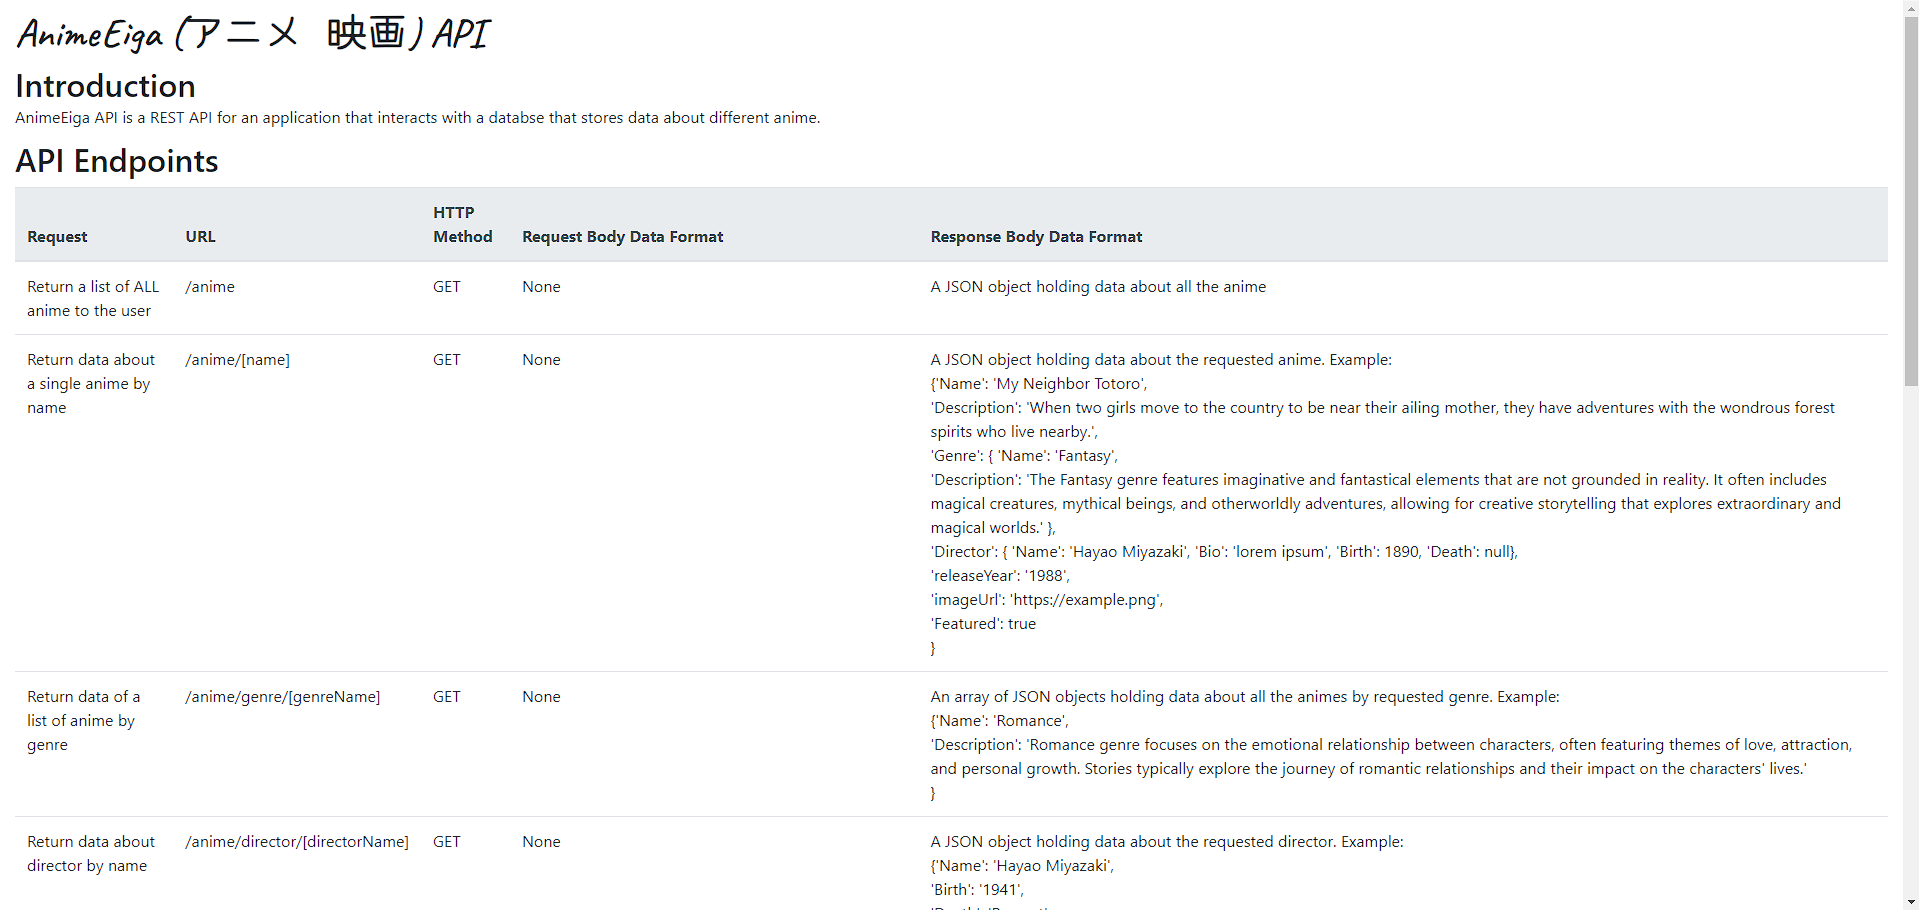 AnimeEiga (アニメ 映画) API
Introduction
AnimeEiga API is a REST API for an application that interacts with a databse that stores data about different anime.
API Endpoints
Request URL HTTP Method Request Body Data Format Response Body Data Format
Return a list of ALL /anime GET None A JSON object holding data about all the anime
anime to the user
Return data about /anime/[name] GET None A JSON object holding data about the requested anime. Example:
a single anime by {'Name': 'My Neighbor Totoro',
name 'Description': 'When two girls move to the country to be near their ailing mother, they have adventures with the wondrous forest
spirits who live nearby.',
'Genre': { 'Name': 'Fantasy',
'Description': 'The Fantasy genre features imaginative and fantastical elements that are not grounded in reality. It often includes
magical creatures, mythical beings, and otherworldly adventures, allowing for creative storytelling that explores extraordinary and
magical worlds.' },
'Director': { 'Name': 'Hayao Miyazaki', 'Bio': 'lorem ipsum', 'Birth': 1890, 'Death': null},
'releaseYear': '1988',
'imageUrl': 'https://example.png',
'Featured': true
}
Return data of a /anime/genre/[genreName] GET None An array of JSON objects holding data about all the animes by requested genre. Example:
list of anime by {'Name': 'Romance',
genre 'Description': 'Romance genre focuses on the emotional relationship between characters, often featuring themes of love, attraction,
and personal growth. Stories typically explore the journey of romantic relationships and their impact on the characters' lives.'
}
Return data about /anime/director/[directorName] GET None A JSON object holding data about the requested director. Example:
director by name {'Name': 'Hayao Miyazaki',
'Birth': '1941',